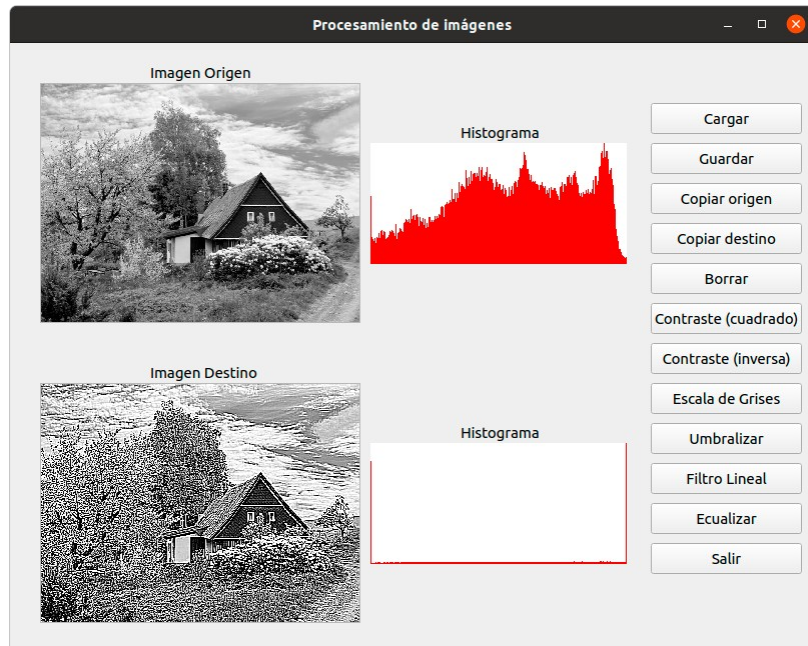 Procesamiento de imágenes
Imagen Origen
Histograma
Imagen Destino
Histograma
Cargar
Guardar
Copiar origen
Copiar destino
Borrar
Contraste (cuadrado)
Contraste (inversa)
Escala de Grises
Umbralizar
Filtro Lineal
Ecualizar
Salir